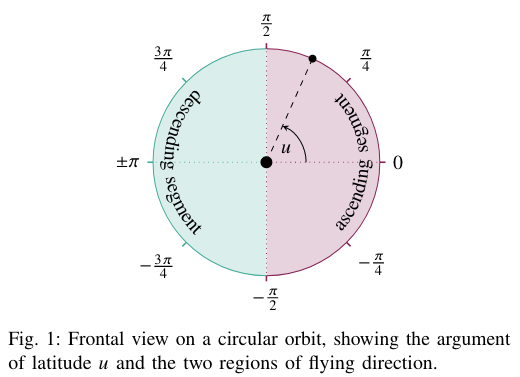 π/2
3π/4
π/4
descending segment
ascending segment
u
±π
0
−3π/4
−π/4
−π/2
Fig. 1: Frontal view on a circular orbit, showing the argument
of latitude u and the two regions of flying direction.